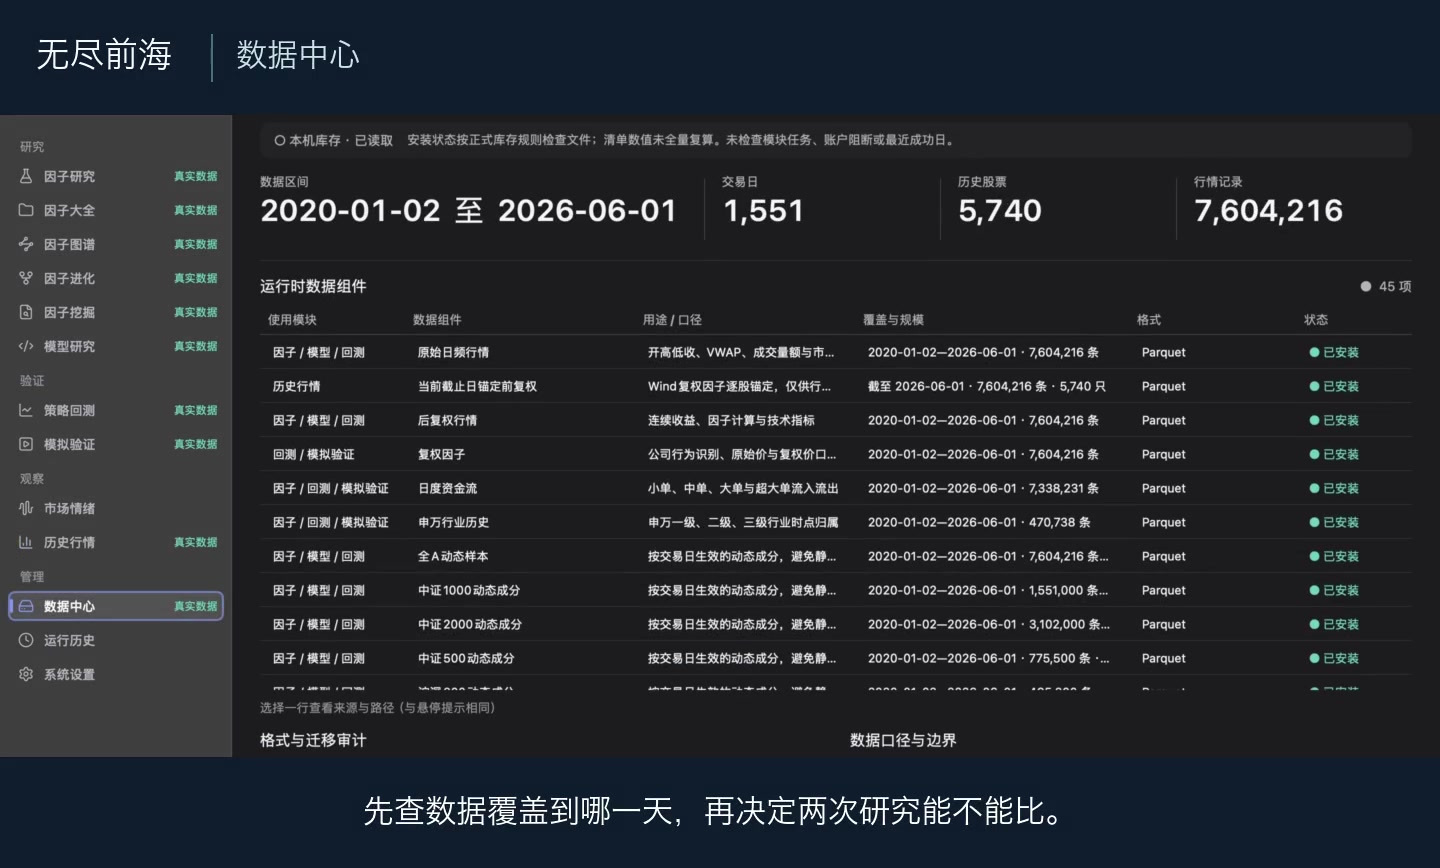 无尽前海
数据中心
研究
因子研究 真实数据
因子大全 真实数据
因子图谱 真实数据
因子进化 真实数据
因子挖掘 真实数据
模型研究 真实数据
验证
策略回测 真实数据
模拟验证 真实数据
观察
市场情绪
历史行情 真实数据
管理
数据中心 真实数据
运行历史
系统设置
本机库存 · 已读取 安装状态按正式库存规则检查文件；清单数值未全量复算。未检查模块任务、账户阻断或最近成功日。
数据区间 交易日 历史股票 行情记录
2020-01-02 至 2026-06-01 1,551 5,740 7,604,216
运行时数据组件 45 项
使用模块 数据组件 用途 / 口径 覆盖与规模 格式 状态
因子 / 模型 / 回测 原始日频行情 开高低收、VWAP、成交量额与市... 2020-01-02—2026-06-01 · 7,604,216 条 Parquet 已安装
历史行情 当前截止日锚定前复权 Wind复权因子逐股锚定，仅供行... 截至 2026-06-01 · 7,604,216 条 · 5,740 只 Parquet 已安装
因子 / 模型 / 回测 后复权行情 连续收益、因子计算与技术指标 2020-01-02—2026-06-01 · 7,604,216 条 Parquet 已安装
回测 / 模拟验证 复权因子 公司行为识别、原始价与复权价口... 2020-01-02—2026-06-01 · 7,604,216 条 Parquet 已安装
因子 / 回测 / 模拟验证 日度资金流 小单、中单、大单与超大单流入流出 2020-01-02—2026-06-01 · 7,338,231 条 Parquet 已安装
因子 / 回测 / 模拟验证 申万行业历史 申万一级、二级、三级行业时点归属 2020-01-02—2026-06-01 · 470,738 条 Parquet 已安装
因子 / 模型 / 回测 全A动态样本 按交易日生效的动态成分，避免静... 2020-01-02—2026-06-01 · 7,604,216 条... Parquet 已安装
因子 / 模型 / 回测 中证1000动态成分 按交易日生效的动态成分，避免静... 2020-01-02—2026-06-01 · 1,551,000 条... Parquet 已安装
因子 / 模型 / 回测 中证2000动态成分 按交易日生效的动态成分，避免静... 2020-01-02—2026-06-01 · 3,102,000 条... Parquet 已安装
因子 / 模型 / 回测 中证500动态成分 按交易日生效的动态成分，避免静... 2020-01-02—2026-06-01 · 775,500 条 ·... Parquet 已安装
选择一行查看来源与路径（与悬停提示相同）
格式与迁移审计 数据口径与边界
先查数据覆盖到哪一天，再决定两次研究能不能比。